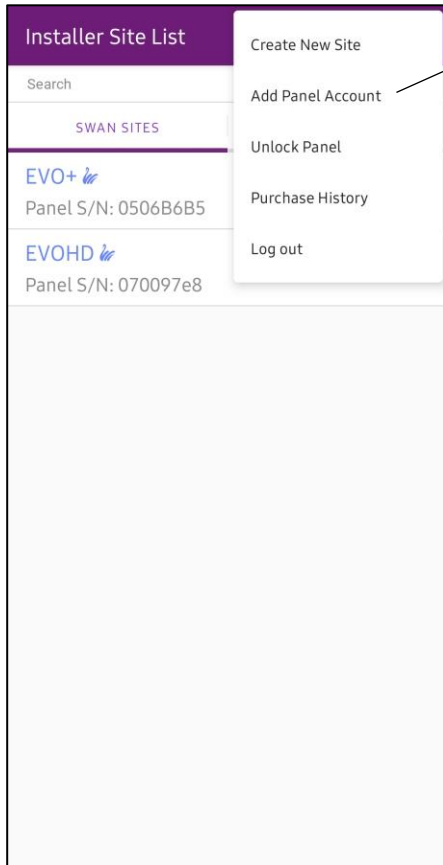 Installer Site List
Create New Site
Search
Add Panel Account
SWAN SITES
Unlock Panel
EVO+
Purchase History
Panel S/N: 0506B6B5
EVOHD
Log out
Panel S/N: 070097e8